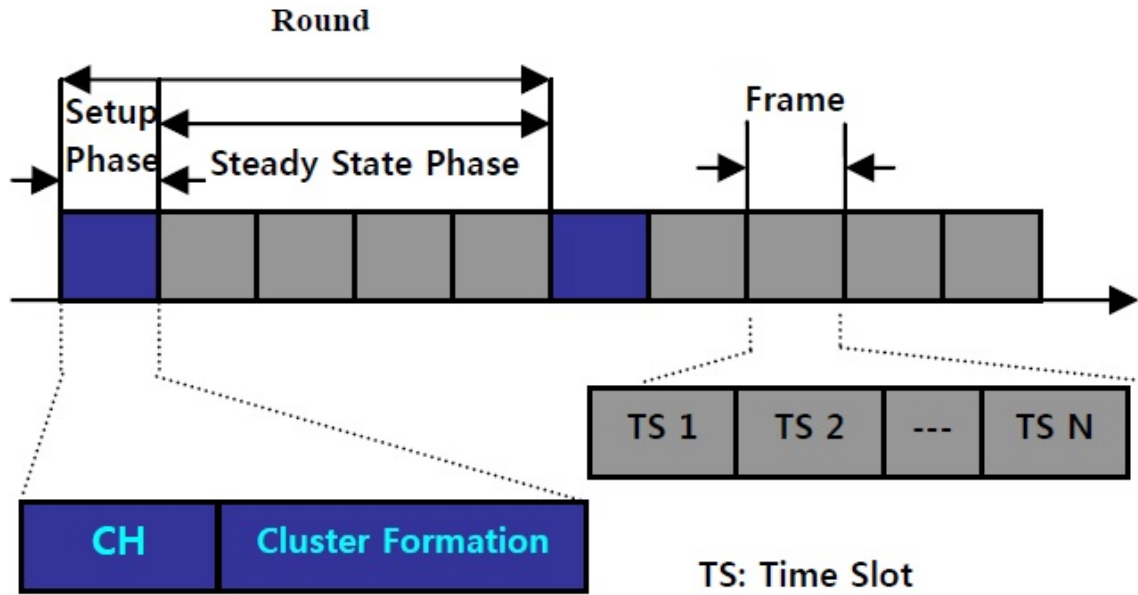 Round
Setup
Phase
Steady State Phase
Frame
TS 1
TS 2
---
TS N
CH
Cluster Formation
TS: Time Slot